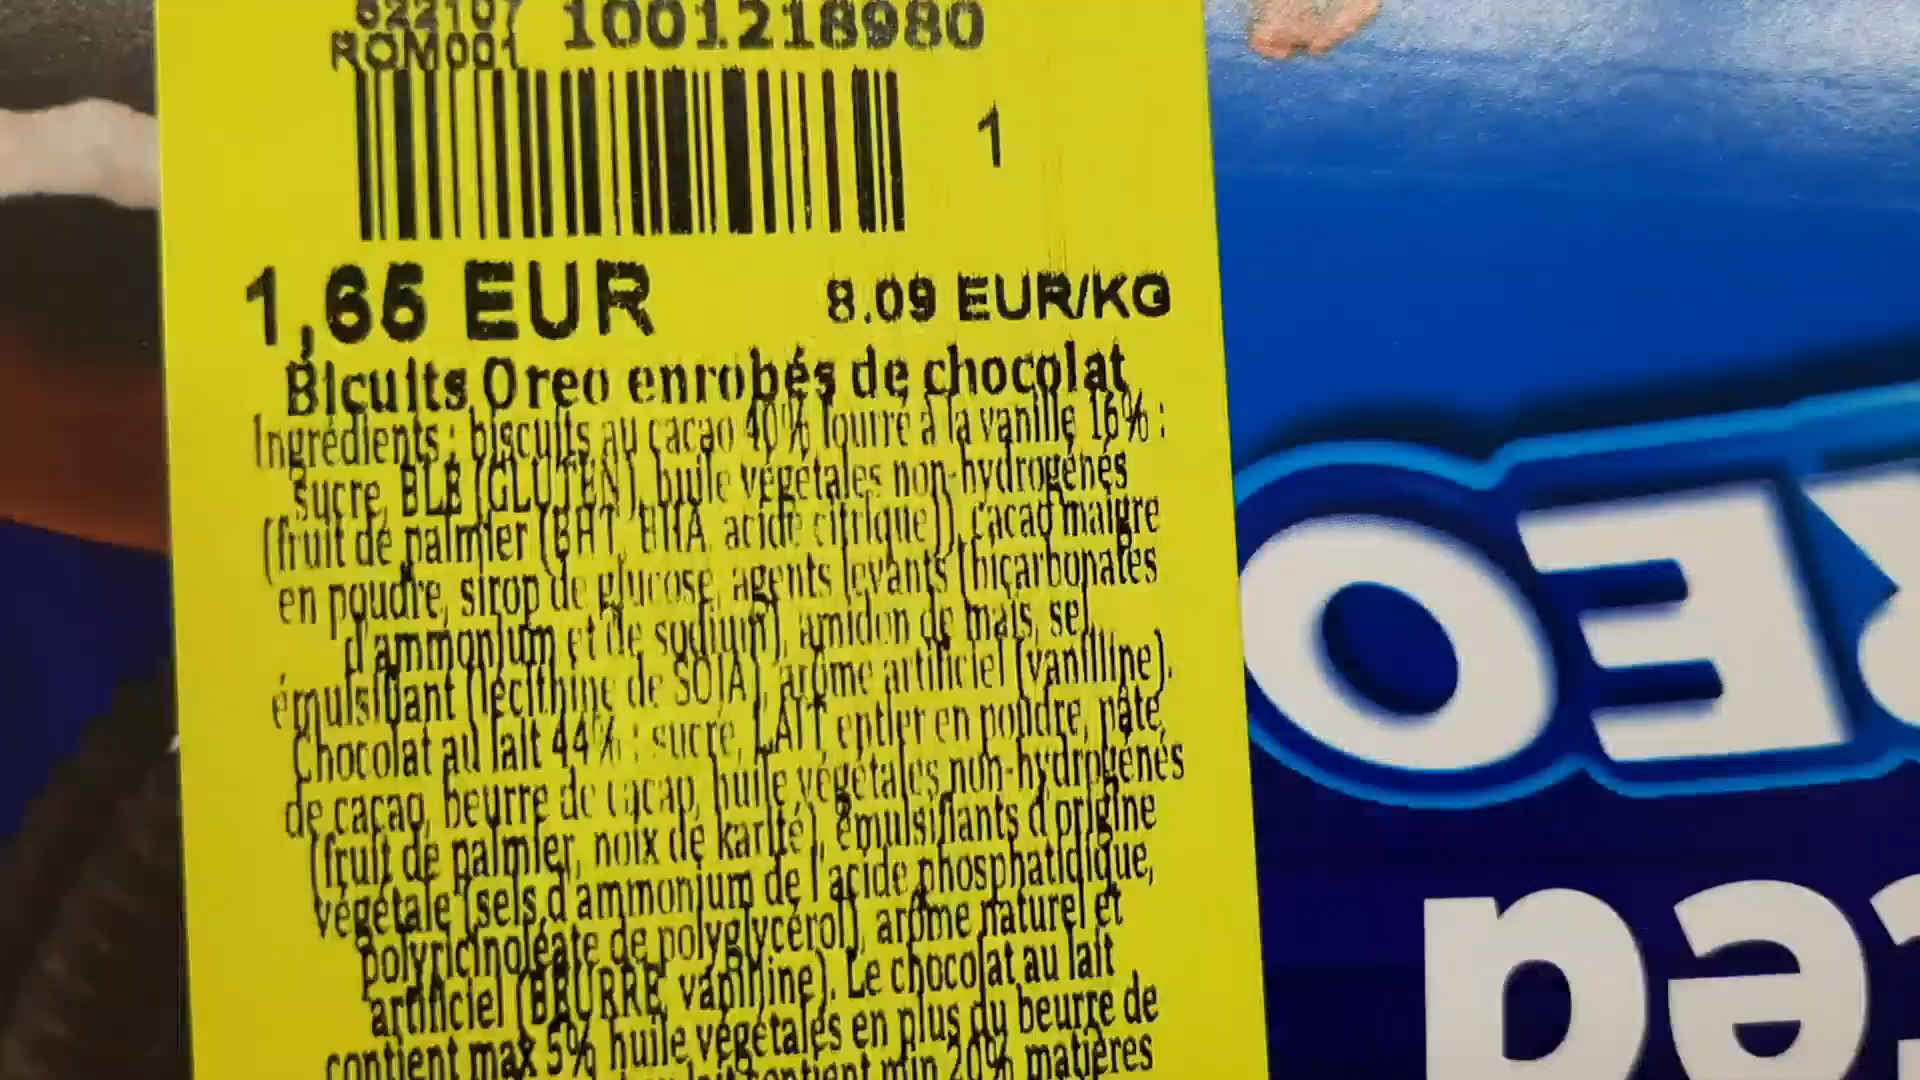 622107
1001218980
ROM001
1
1,65 EUR
8.09 EUR/KG
Bicuits Oreo enrobés de chocolat
Ingrédients : biscuits au cacao 40% fourré à la vanille 16% :
sucre, BLÉ (GLUTEN), huile végétales non-hydrogénés
(fruit de palmier (BHT, BHA, acide citrique)), cacao maigre
en poudre, sirop de glucose, agents levants (bicarbonates
d'ammonium et de sodium), amidon de maïs, sel,
émulsifiant (lécithine de SOJA), arôme artificiel (vanilline).
Chocolat au lait 44% : sucre, LAIT entier en poudre, pâte
de cacao, beurre de cacao, huile végétales non-hydrogénés
(fruit de palmier, noix de karité), émulsifiants d'origine
végétale (sels d'ammonium de l'acide phosphatidique,
polyricinoléate de polyglycérol), arôme naturel et
artificiel (BEURRE, vanilline). Le chocolat au lait
contient max 5% huile végétales en plus du beurre de
lait contient min 20% matières
OREO